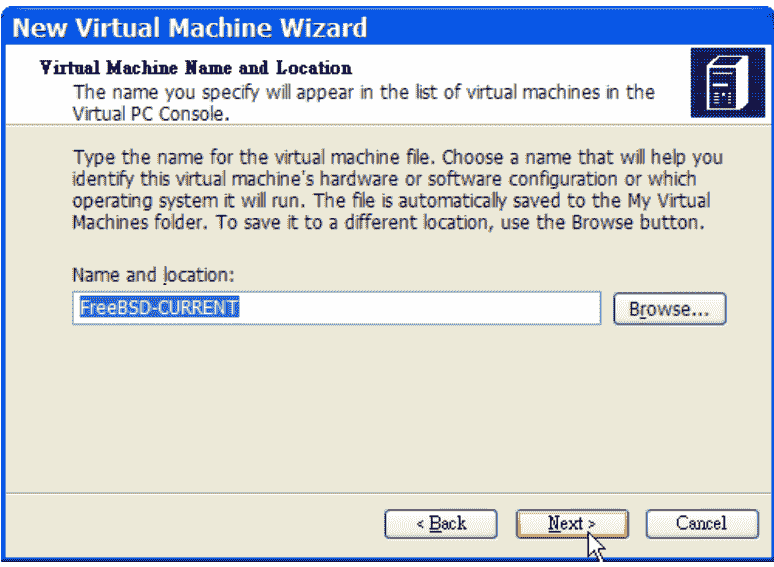 New Virtual Machine Wizard
Virtual Machine Name and Location
The name you specify will appear in the list of virtual machines in the
Virtual PC Console.
Type the name for the virtual machine file. Choose a name that will help you
identify this virtual machine's hardware or software configuration or which
operating system it will run. The file is automatically saved to the My Virtual
Machines folder. To save it to a different location, use the Browse button.
Name and location:
FreeBSD-CURRENT
Browse...
< Back
Next >
Cancel